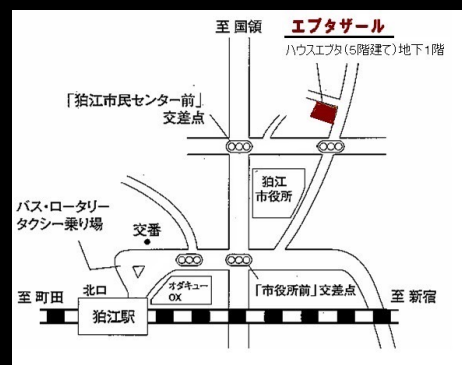 至 国領
エプタザール
ハウスエプタ(5階建て)地下1階
「狛江市民センター前」
交差点
狛江
市役所
バス・ロータリー
タクシー乗り場
交番
オダキュー
OX
「市役所前」交差点
至 町田
北口
至 新宿
狛江駅